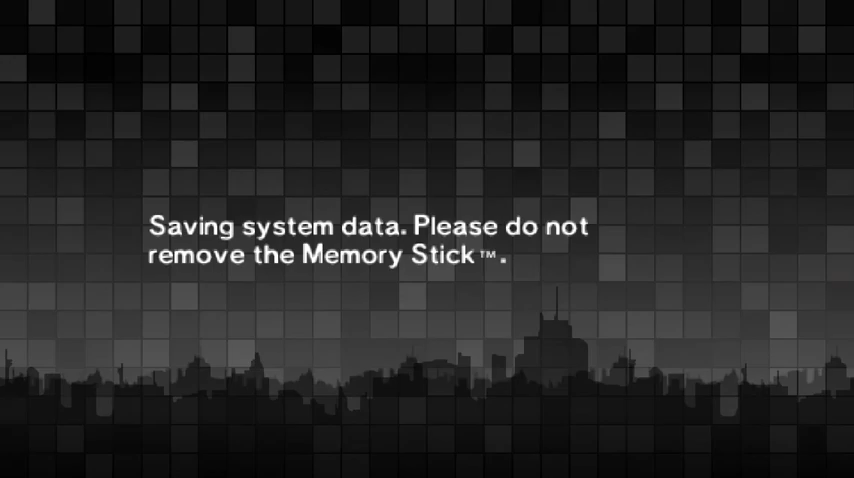 Saving system data. Please do not
remove the Memory Stick™.